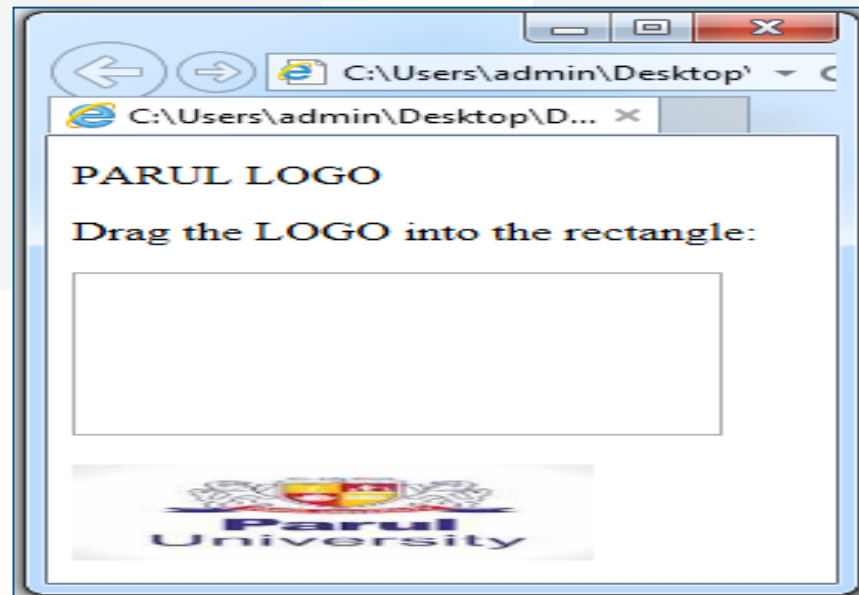 C:\Users\admin\Desktop\
C:\Users\admin\Desktop\D...
PARUL LOGO
Drag the LOGO into the rectangle:
Parul
University